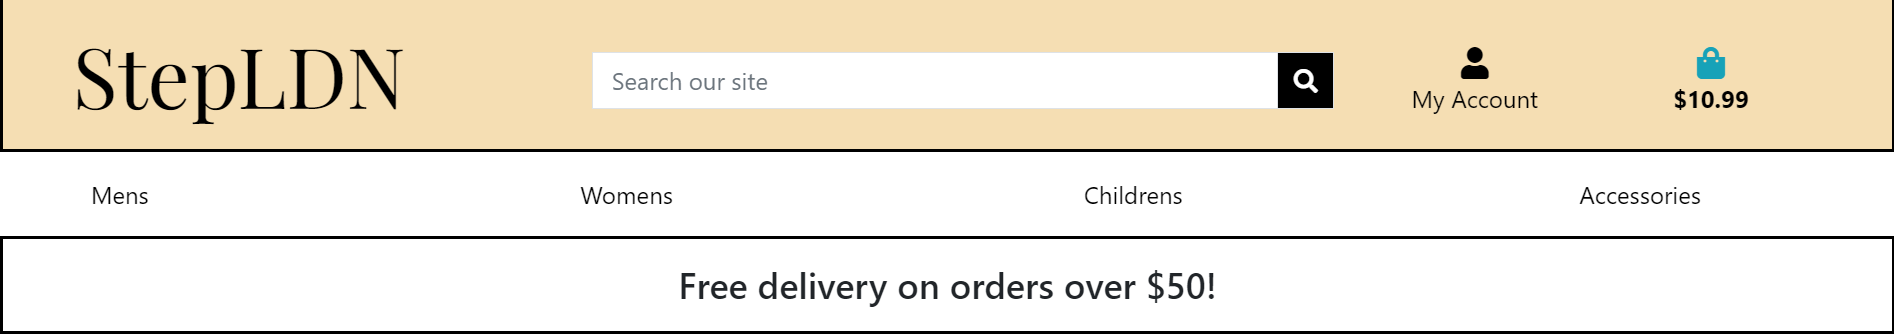 StepLDN
Search our site
My Account
$10.99
Mens
Womens
Childrens
Accessories
Free delivery on orders over $50!